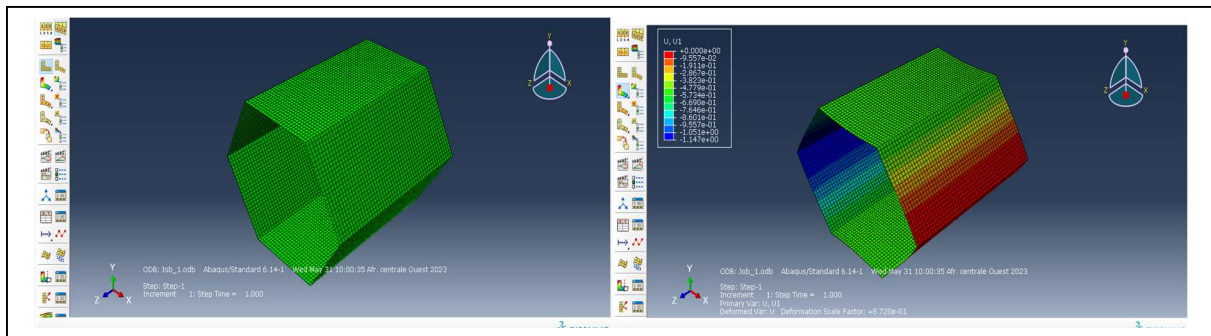 Y
Z
X
ODB: Job_1.odb Abaqus/Standard 6.14-1 Wed May 31 10:00:35 Afr. centrale Ouest 2023
Step: Step-1
Increment 1: Step Time = 1.000
Y
Z
X
U, U1
+0.000e+00
-9.557e-02
-1.911e-01
-2.867e-01
-3.823e-01
-4.779e-01
-5.734e-01
-6.690e-01
-7.646e-01
-8.601e-01
-9.557e-01
-1.051e+00
-1.147e+00
Y
Z
X
ODB: Job_1.odb Abaqus/Standard 6.14-1 Wed May 31 10:00:35 Afr. centrale Ouest 2023
Step: Step-1
Increment 1: Step Time = 1.000
Primary Var: U, U1
Deformed Var: U Deformation Scale Factor: +8.720e-01
Y
Z
X